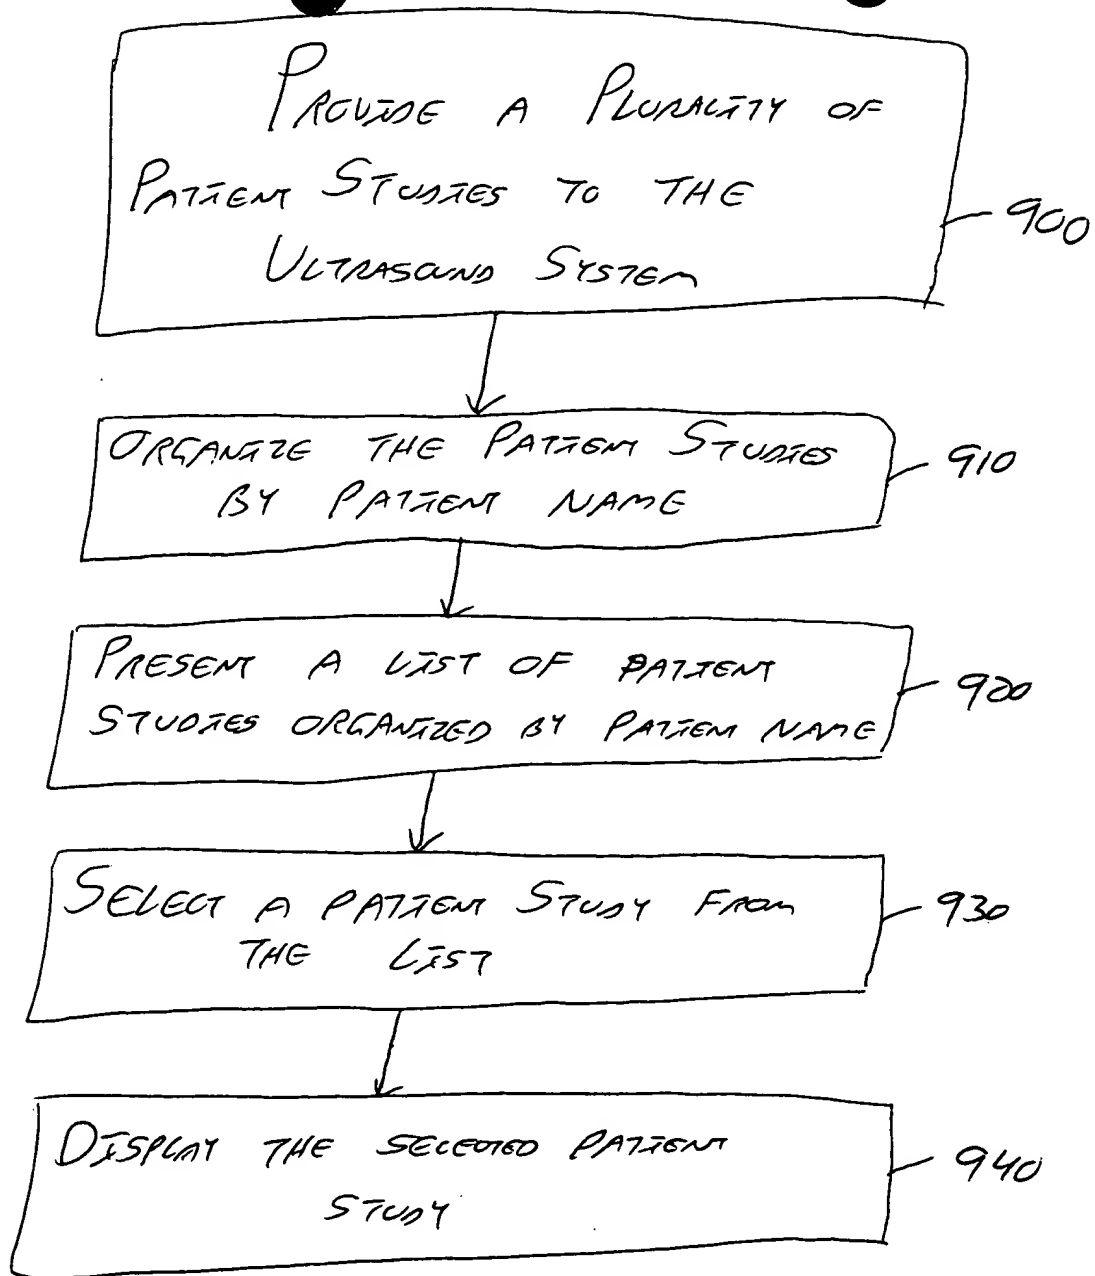 PROVIDE A PLURALITY OF
PATIENT STUDIES TO THE
ULTRASOUND SYSTEM
900
ORGANIZE THE PATIENT STUDIES
BY PATIENT NAME
910
PRESENT A LIST OF PATIENT
STUDIES ORGANIZED BY PATIENT NAME
920
SELECT A PATIENT STUDY FROM
THE LIST
930
DISPLAY THE SELECTED PATIENT
STUDY
940